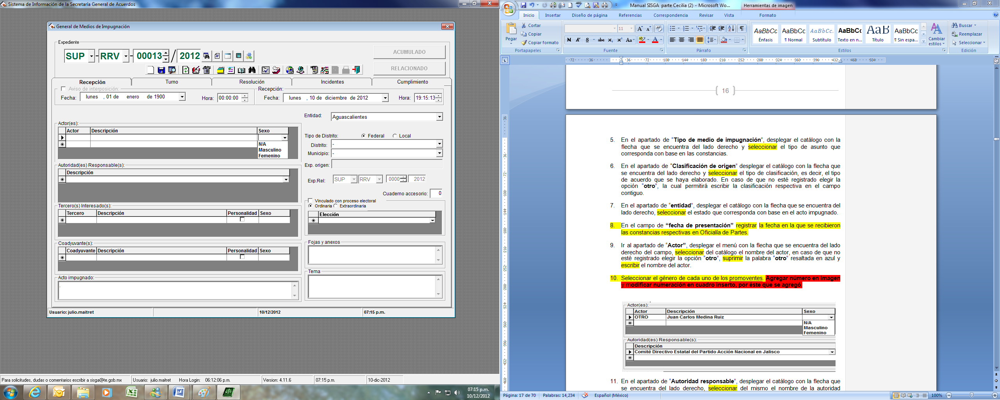 Sistema de Información de la Secretaría General de Acuerdos
General de Medios de Impugnación
Expediente
SUP - RRV - 00013 / 2012
ACUMULADO
RELACIONADO
Recepción Turno Resolución Incidentes Cumplimiento
Aviso de interposición:
Fecha: lunes , 01 de enero de 1900 Hora: 00:00:00
Recepción:
Fecha: lunes , 10 de diciembre de 2012 Hora: 19:15:13
Entidad: Aguascalientes
Actor(es):
Actor Descripción Sexo
N/A
Masculino
Femenino
Tipo de Distrito: Federal Local
Distrito: -
Municipio: -
Exp. origen:
Exp.Rel: SUP RRV 0000 2012
Cuaderno accesorio: 0
Autoridad(es) Responsable(s):
Descripción
Vinculado con proceso electoral
Ordinaria Extraordinaria
Elección
Tercero(s) Interesado(s):
Tercero Descripción Personalidad Sexo
Coadyuvante(s):
Coadyuvante Descripción Personalidad Sexo
Fojas y anexos
Tema
Acto impugnado:
.
Usuario: julio.maitret 10/12/2012 07:15 p.m.
Para solicitudes, dudas o comentarios escribir a sisga@te.gob.mx Usuario: julio.maitret Hora Login: 06:12:06 p.m. Version: 4.11.6 07:15 p.m. 10-dic-2012
07:15 p.m.
10/12/2012
Manual SISGA parte Cecilia (2) - Microsoft Wo... Herramientas de imagen
Inicio Insertar Diseño de página Referencias Correspondencia Revisar Vista Formato
Pegar
Cortar
Copiar
Copiar formato
Portapapeles
11
Fuente
Párrafo
AaBbCc AaBbCc AaBbCc. AaBbCc AaB AaBbCc
Énfasis ¶ Normal Subtítulo Texto en n... Título ¶ Sin espa...
Cambiar
estilos
Estilos
Buscar
Reemplazar
Seleccionar
Edición
16
5. En el apartado de “Tipo de medio de impugnación”, desplegar el catálogo con la
flecha que se encuentra del lado derecho y seleccionar el tipo de asunto que
corresponda con base en las constancias.
6. En el apartado de “Clasificación de origen” desplegar el catálogo con la flecha que
se encuentra del lado derecho y seleccionar el tipo de clasificación, es decir, el tipo
de acuerdo que se haya elaborado. En caso de que no esté registrado elegir la
opción “otro”, la cual permitirá escribir la clasificación respectiva en el campo
contiguo.
7. En el apartado de “entidad”, desplegar el catálogo con la flecha que se encuentra del
lado derecho, seleccionar el estado que corresponda con base en el acto impugnado.
8. En el campo de “fecha de presentación” registrar la fecha en la que se recibieron
las constancias respectivas en Oficialía de Partes.
9. Ir al apartado de “Actor”, desplegar el menú con la flecha que se encuentra del lado
derecho del campo, seleccionar del catálogo el nombre del actor, en caso de que no
esté registrado elegir la opción “otro”, suprimir la palabra “otro” resaltada en azul y
escribir el nombre del actor.
10. Seleccionar el género de cada uno de los promoventes. Agregar número en imagen
y modificar numeración en cuadro inserto, por éste que se agregó
Actor(es):
Actor Descripción Sexo
OTRO Juan Carlos Medina Ruiz
N/A
Masculino
Femenino
Autoridad(es) Responsable(s):
Descripción
Comité Directivo Estatal del Partido Acción Nacional en Jalisco
11. En el apartado de “Autoridad responsable”, desplegar el catálogo con la flecha que
se encuentra del lado derecho, seleccionar del mismo el nombre de la autoridad
Página: 17 de 70 Palabras: 14,234 Español (México) 100%